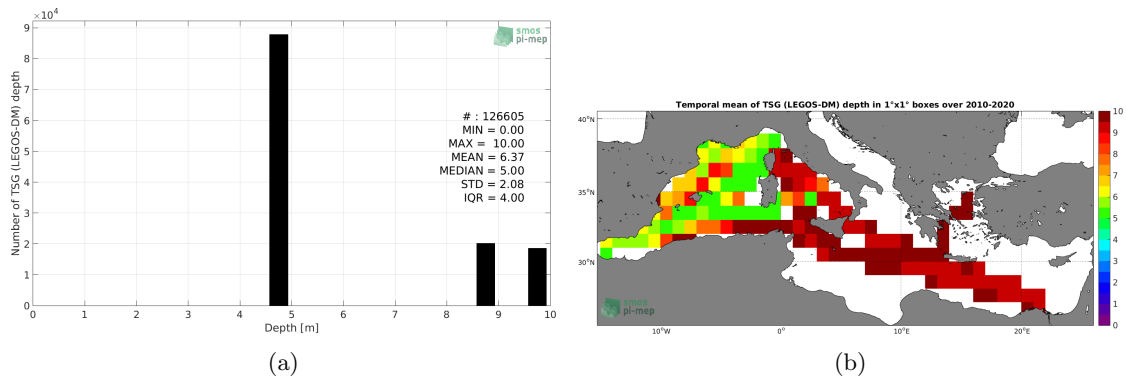 ×10⁴
9
8
7
6
5
4
3
2
1
0
Number of TSG (LEGOS-DM) depth
smos
pi-mep
# : 126605
MIN = 0.00
MAX = 10.00
MEAN = 6.37
MEDIAN = 5.00
STD = 2.08
IQR = 4.00
0 1 2 3 4 5 6 7 8 9 10
Depth [m]
(a)
Temporal mean of TSG (LEGOS-DM) depth in 1°x1° boxes over 2010-2020
40°N
35°N
30°N
smos
pi-mep
10°W 0° 10°E 20°E
10
9
8
7
6
5
4
3
2
1
0
(b)